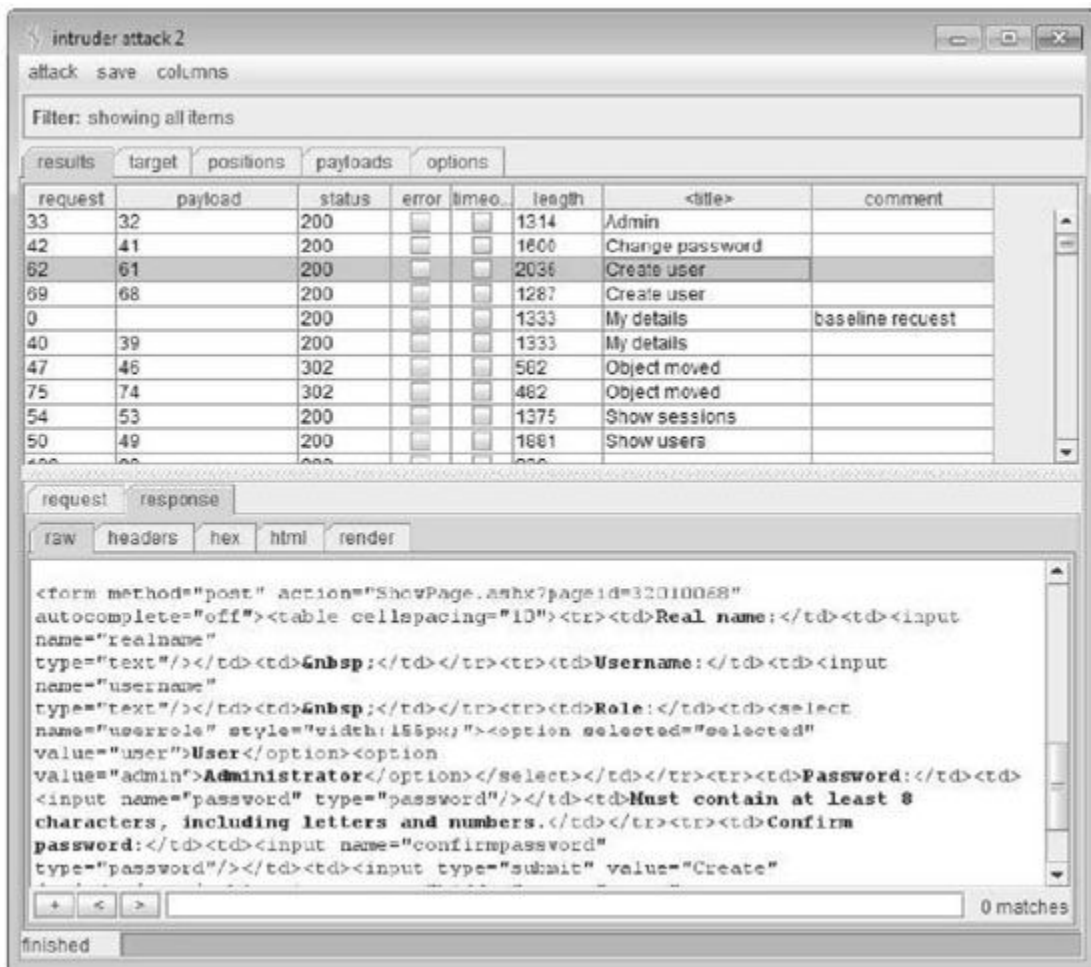 intruder attack 2
attack save columns
Filter: showing all items
results target positions payloads options
request payload status error timeo... length <title> comment
33 32 200 1314 Admin
42 41 200 1600 Change password
62 61 200 2036 Create user
69 68 200 1287 Create user
0 200 1333 My details baseline request
40 39 200 1333 My details
47 46 302 582 Object moved
75 74 302 482 Object moved
54 53 200 1375 Show sessions
50 49 200 1881 Show users
request response
raw headers hex html render
<form method="post" action="ShowPage.ashx?pageid=32010068"
autocomplete="off"><table cellspacing="10"><tr><td>Real name:</td><td><input
name="realname"
type="text"/></td><td>&nbsp;</td></tr><tr><td>Username:</td><td><input
name="username"
type="text"/></td><td>&nbsp;</td></tr><tr><td>Role:</td><td><select
name="userrole" style="width:155px;"><option selected="selected"
value="user">User</option><option
value="admin">Administrator</option></select></td></tr><tr><td>Password:</td><td>
<input name="password" type="password"/></td><td>Must contain at least 8
characters, including letters and numbers.</td></tr><tr><td>Confirm
password:</td><td><input name="confirmpassword"
type="password"/></td><td><input type="submit" value="Create"
+ < > 0 matches
finished